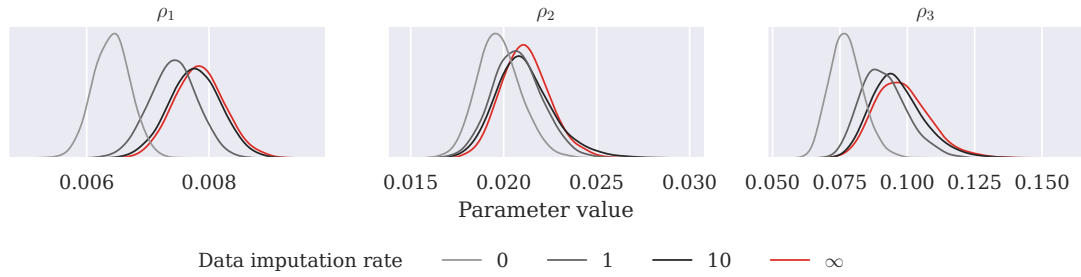 ρ1 ρ2 ρ3
0.006 0.008 0.015 0.020 0.025 0.030 0.050 0.075 0.100 0.125 0.150
Parameter value
Data imputation rate 0 1 10 ∞